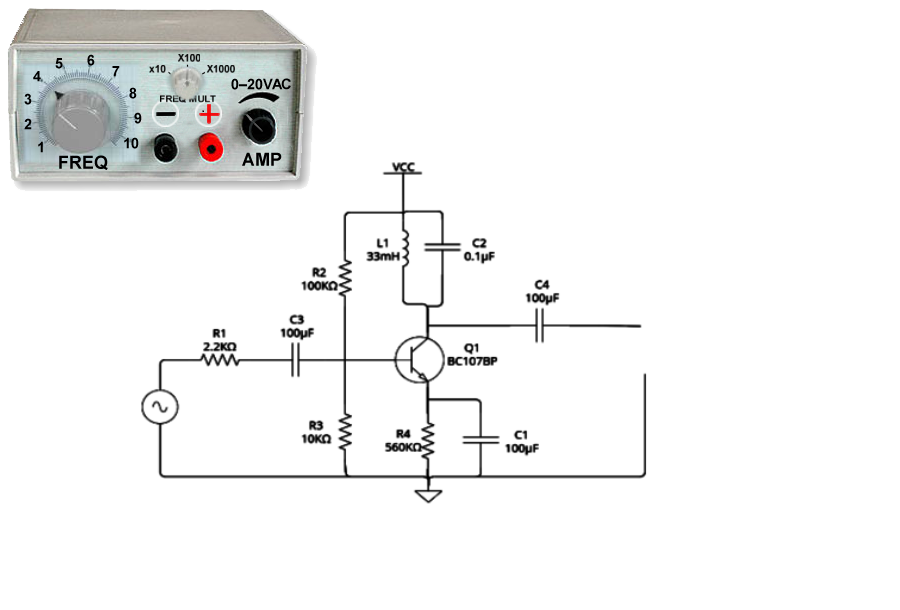 5 6
4 7
3 8
2 9
1 10
X100
x10 X1000
FREQ MULT
0–20VAC
− +
FREQ
AMP
VCC
L1
33mH
C2
0.1µF
R2
100KΩ
C4
100µF
C3
100µF
R1
2.2KΩ
Q1
BC107BP
R3
10KΩ
R4
560KΩ
C1
100µF